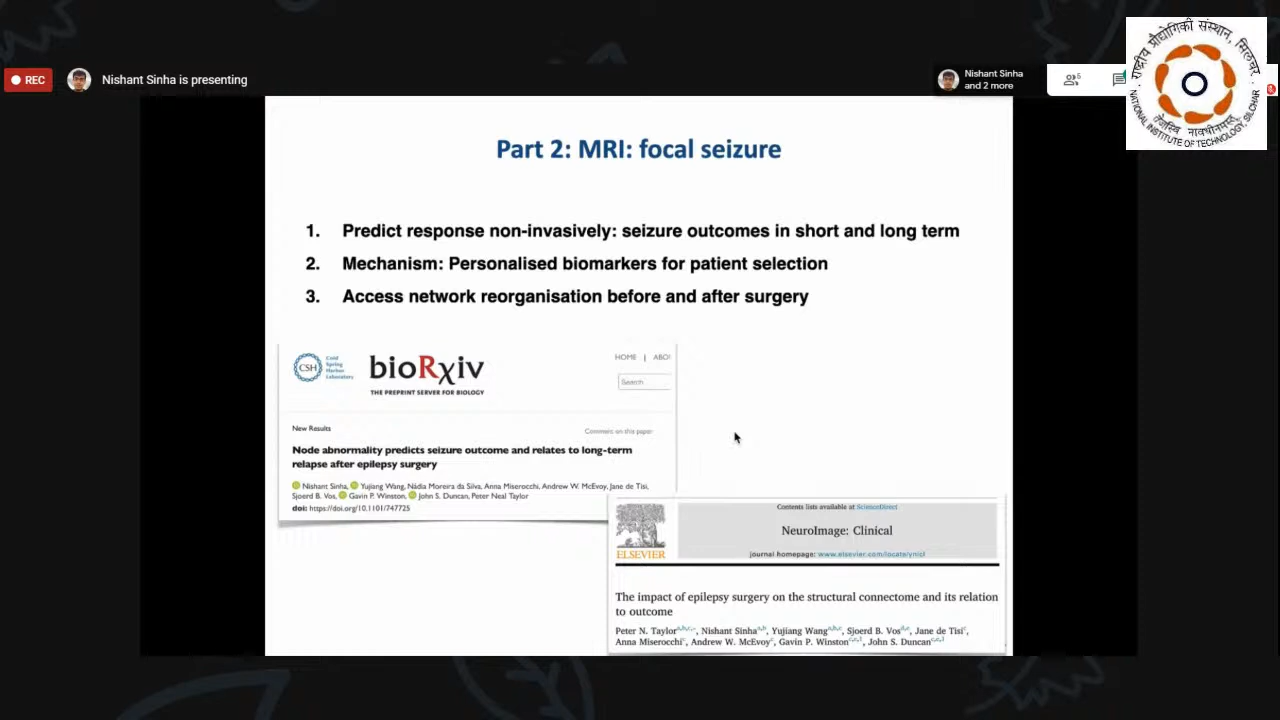 REC
Nishant Sinha is presenting
Nishant Sinha
and 2 more
राष्ट्रीय प्रौद्योगिकी संस्थान, सिलचर
NATIONAL INSTITUTE OF TECHNOLOGY, SILCHAR
Part 2: MRI: focal seizure
1. Predict response non-invasively: seizure outcomes in short and long term
2. Mechanism: Personalised biomarkers for patient selection
3. Access network reorganisation before and after surgery
CSH
Cold
Spring
Harbor
Laboratory
bioRxiv
THE PREPRINT SERVER FOR BIOLOGY
HOME | ABO
Search
New Results
Comment on this paper
Node abnormality predicts seizure outcome and relates to long-term
relapse after epilepsy surgery
Nishant Sinha, Yujiang Wang, Nádia Moreira da Silva, Anna Miserocchi, Andrew W. McEvoy, Jane de Tisi,
Sjoerd B. Vos, Gavin P. Winston, John S. Duncan, Peter Neal Taylor
doi: https://doi.org/10.1101/747725
Contents lists available at ScienceDirect
NeuroImage: Clinical
journal homepage: www.elsevier.com/locate/ynicl
ELSEVIER
The impact of epilepsy surgery on the structural connectome and its relation
to outcome
Peter N. Taylor, Nishant Sinha, Yujiang Wang, Sjoerd B. Vos, Jane de Tisi,
Anna Miserocchi, Andrew W. McEvoy, Gavin P. Winston, John S. Duncan